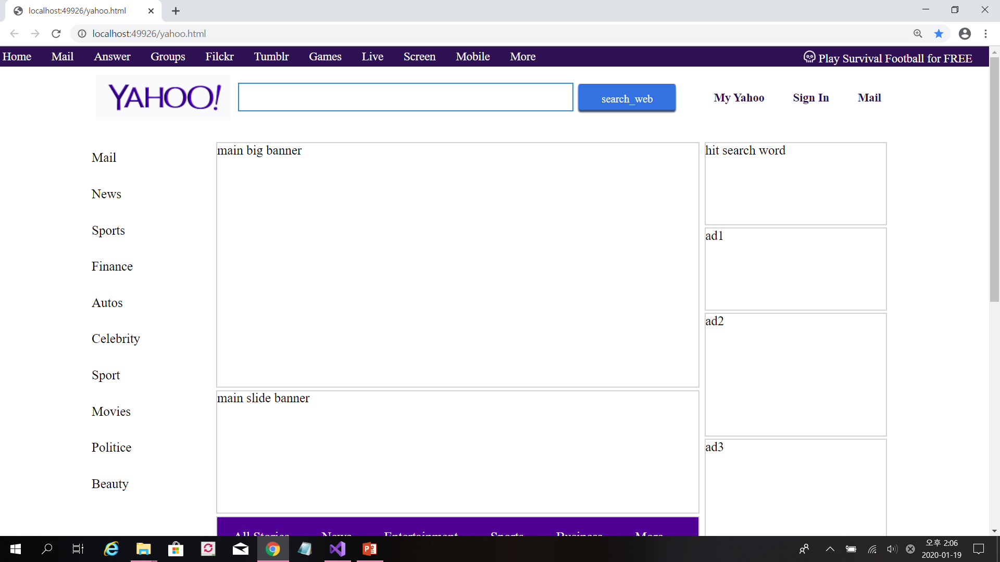 localhost:49926/yahoo.html
localhost:49926/yahoo.html
Home Mail Answer Groups Filckr Tumblr Games Live Screen Mobile More Play Survival Football for FREE
YAHOO! search_web My Yahoo Sign In Mail
Mail
News
Sports
Finance
Autos
Celebrity
Sport
Movies
Politice
Beauty
main big banner
main slide banner
All Stories News Entertainment Sports Business More
hit search word
ad1
ad2
ad3
오후 2:06
2020-01-19